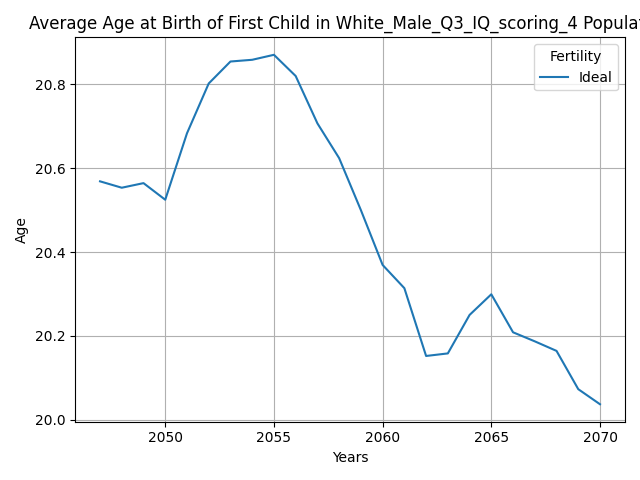 Average Age at Birth of First Child in White_Male_Q3_IQ_scoring_4
Fertility
Ideal
Age
20.8
20.6
20.4
20.2
20.0
2050 2055 2060 2065 2070
Years